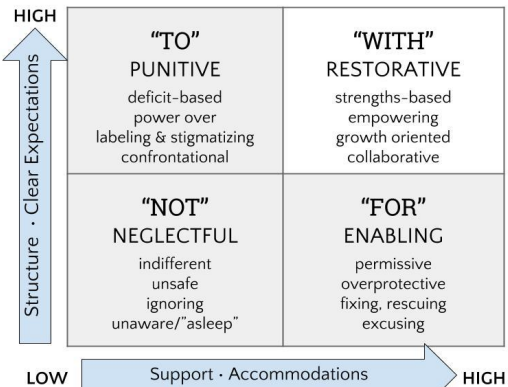 HIGH
Structure · Clear Expectations
“TO”
PUNITIVE
deficit-based
power over
labeling & stigmatizing
confrontational
“WITH”
RESTORATIVE
strengths-based
empowering
growth oriented
collaborative
“NOT”
NEGLECTFUL
indifferent
unsafe
ignoring
unaware/”asleep”
“FOR”
ENABLING
permissive
overprotective
fixing, rescuing
excusing
LOW
Support · Accommodations
HIGH